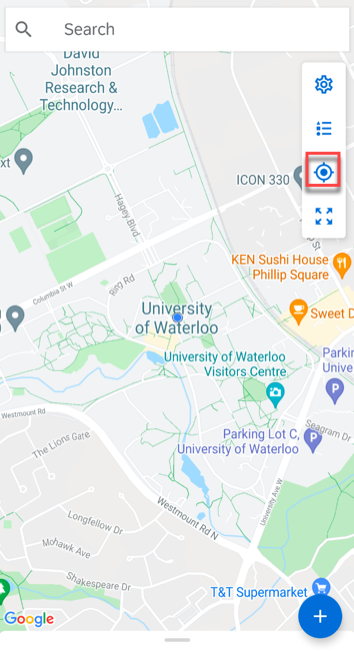 Search
David
Johnston
Research &
Technology...
xt
ICON 330
Hagey Blvd
St
KEN Sushi House
Phillip Square
Columbia St W
Ring Rd
University
of Waterloo
Sweet D
University of Waterloo
Visitors Centre
Parkin
Unive
Westmount Rd
Seagram Dr
The Lions Gate
Parking Lot C,
University of Waterloo
University Ave W
Westmount Rd N
Longfellow Dr
Mohawk Ave
Shakespeare Dr
T&T Supermarket
Google